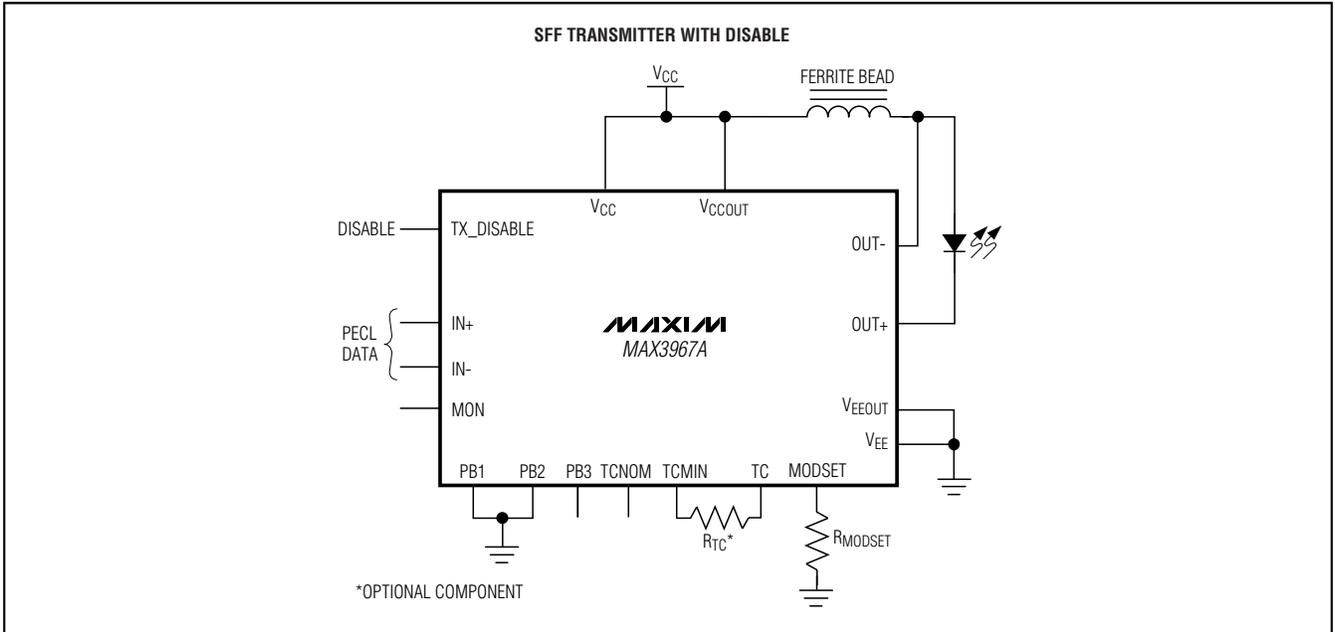 SFF TRANSMITTER WITH DISABLE
VCC
FERRITE BEAD
VCC
VCCOUT
DISABLE
TX_DISABLE
OUT-
PECL
DATA
IN+
IN-
MAXIM
MAX3967A
OUT+
MON
VEEOUT
VEE
PB1 PB2 PB3 TCNOM TCMIN TC MODSET
RTC*
RMODSET
*OPTIONAL COMPONENT